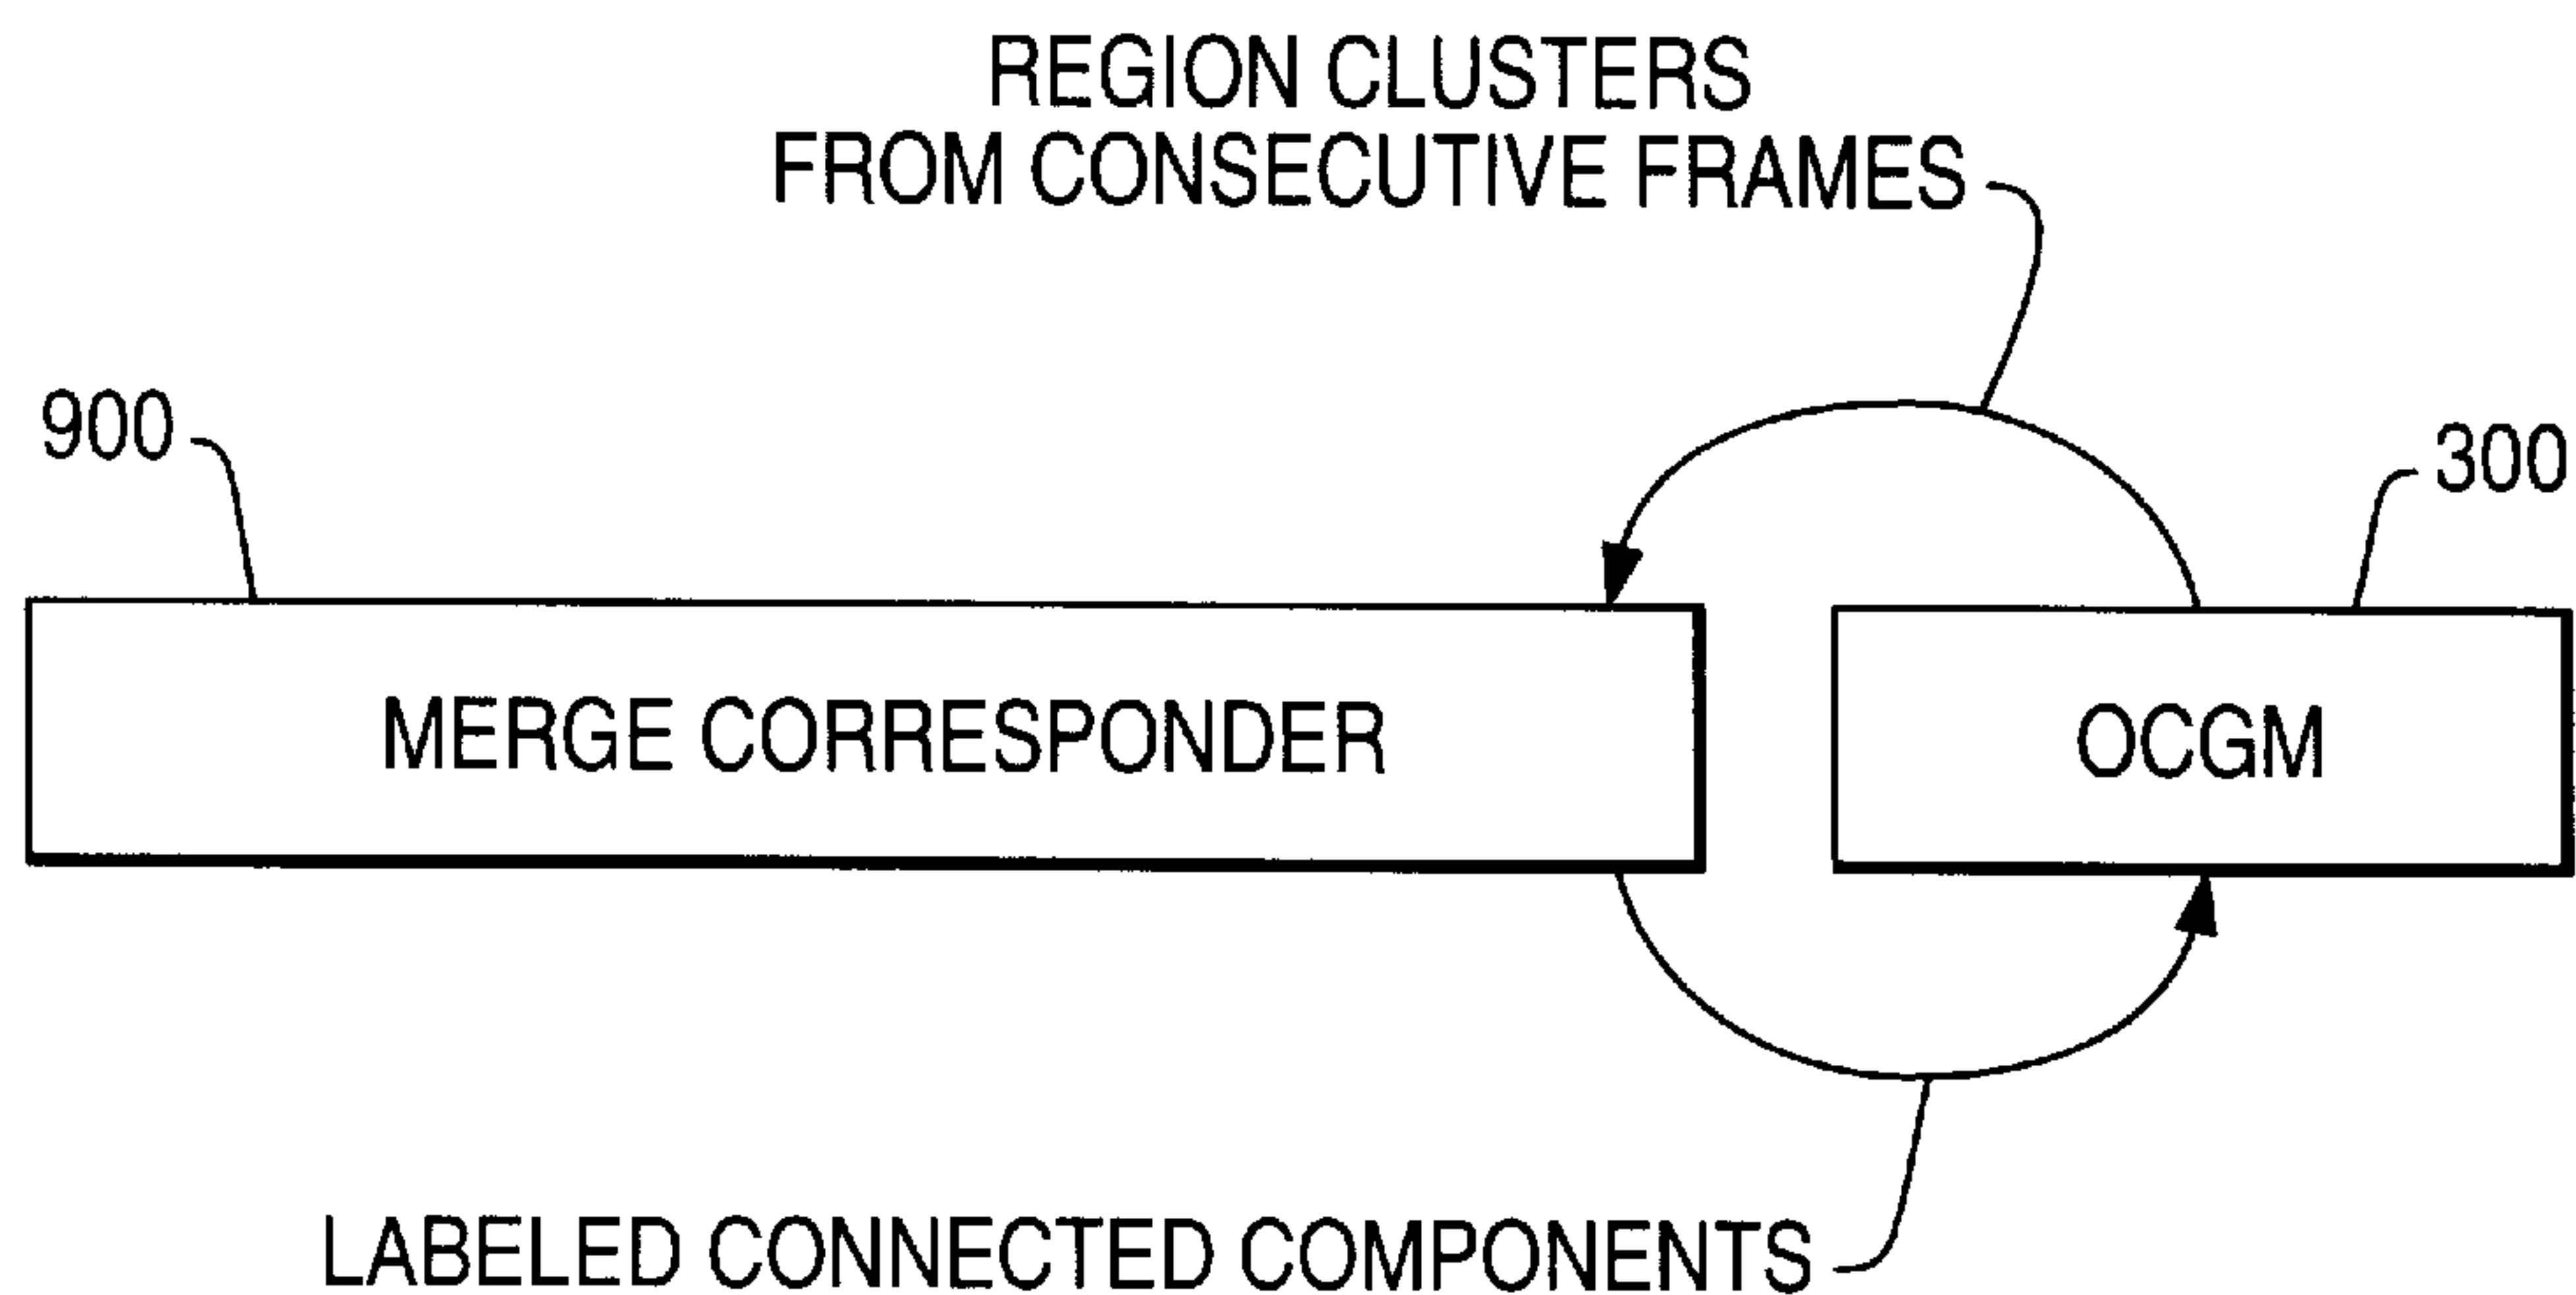 REGION CLUSTERS
FROM CONSECUTIVE FRAMES
900
300
MERGE CORRESPONDER
OCGM
LABELED CONNECTED COMPONENTS